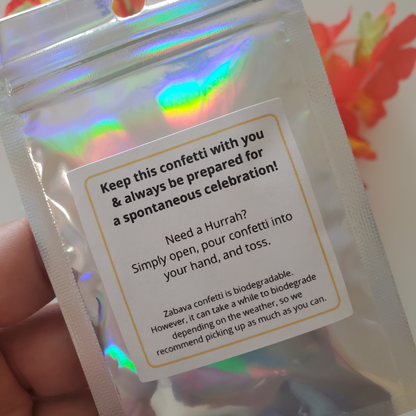 Keep this confetti with you
& always be prepared for
a spontaneous celebration!
Need a Hurrah?
Simply open, pour confetti into
your hand, and toss.
Zabava confetti is biodegradable.
However, it can take a while to biodegrade
depending on the weather, so we
recommend picking up as much as you can.